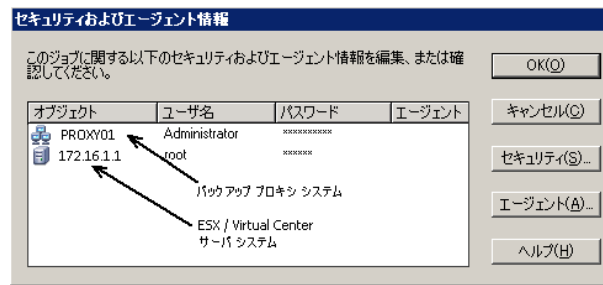 セキュリティおよびエージェント情報
このジョブに関する以下のセキュリティおよびエージェント情報を編集、または確
認してください。
オブジェクト ユーザ名 パスワード エージェント
PROXY01 Administrator **********
172.16.1.1 root ******
バックアップ プロキシ システム
ESX / Virtual Center
サーバ システム
OK(O)
キャンセル(C)
セキュリティ(S)...
エージェント(A)...
ヘルプ(H)